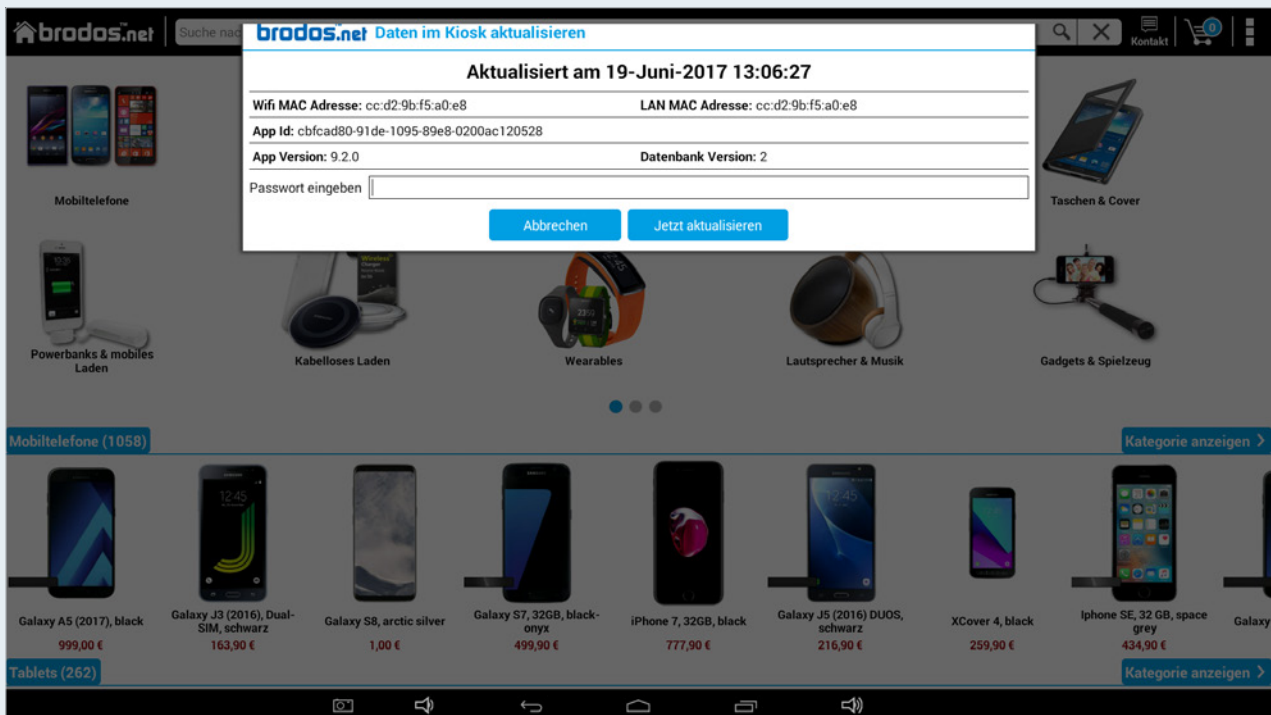 brodos.net
Suche nac
Kontakt
0
brodos.net Daten im Kiosk aktualisieren
Aktualisiert am 19-Juni-2017 13:06:27
Wifi MAC Adresse: cc:d2:9b:f5:a0:e8
LAN MAC Adresse: cc:d2:9b:f5:a0:e8
App Id: cbfcad80-91de-1095-89e8-0200ac120528
App Version: 9.2.0
Datenbank Version: 2
Passwort eingeben
Abbrechen
Jetzt aktualisieren
Mobiltelefone
Taschen & Cover
Powerbanks & mobiles
Laden
Kabelloses Laden
Wearables
Lautsprecher & Musik
Gadgets & Spielzeug
Mobiltelefone (1058)
Kategorie anzeigen
Galaxy A5 (2017), black
999,00 €
Galaxy J3 (2016), Dual-
SIM, schwarz
163,90 €
Galaxy S8, arctic silver
1,00 €
Galaxy S7, 32GB, black-
onyx
499,90 €
iPhone 7, 32GB, black
777,90 €
Galaxy J5 (2016) DUOS,
schwarz
216,90 €
XCover 4, black
259,90 €
Iphone SE, 32 GB, space
grey
434,90 €
Galaxy
Tablets (262)
Kategorie anzeigen